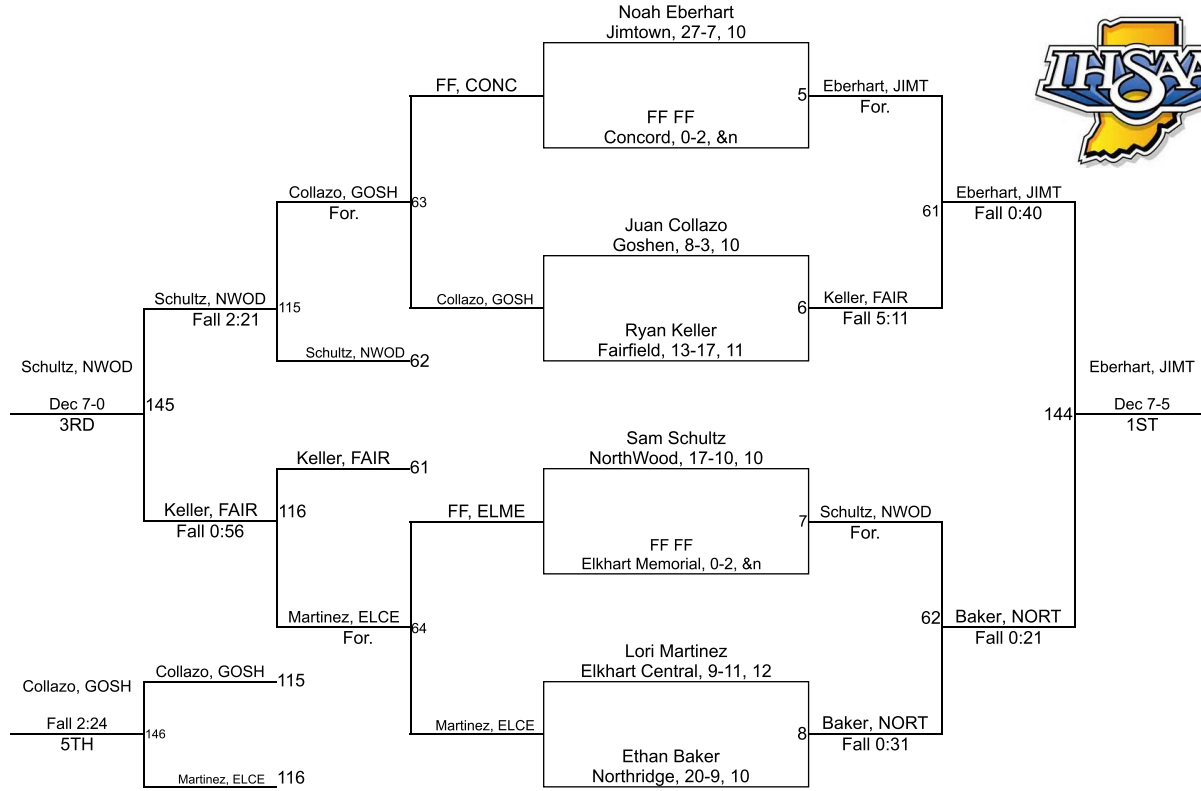 Noah Eberhart
Jimtown, 27-7, 10
IHSAA
FF, CONC
5
Eberhart, JIMT
For.
FF FF
Concord, 0-2, &n
Collazo, GOSH
For.
63
61
Eberhart, JIMT
Fall 0:40
Juan Collazo
Goshen, 8-3, 10
Schultz, NWOD
Fall 2:21
115
Collazo, GOSH
6
Keller, FAIR
Fall 5:11
Ryan Keller
Fairfield, 13-17, 11
Schultz, NWOD
62
Schultz, NWOD
Dec 7-0
3RD
145
Eberhart, JIMT
144
Dec 7-5
1ST
Sam Schultz
NorthWood, 17-10, 10
Keller, FAIR
61
Keller, FAIR
Fall 0:56
116
FF, ELME
7
Schultz, NWOD
For.
FF FF
Elkhart Memorial, 0-2, &n
Martinez, ELCE
For.
64
62
Baker, NORT
Fall 0:21
Lori Martinez
Elkhart Central, 9-11, 12
Collazo, GOSH
115
Collazo, GOSH
Fall 2:24
5TH
146
Martinez, ELCE
8
Baker, NORT
Fall 0:31
Ethan Baker
Northridge, 20-9, 10
Martinez, ELCE
116